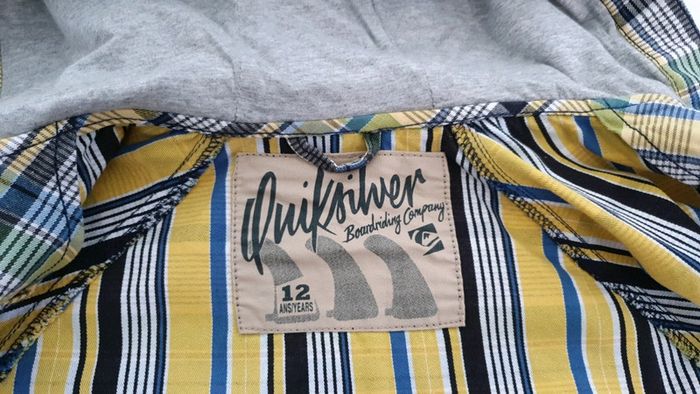 Quiksilver
Boardriding Company
12
ANS/YEARS